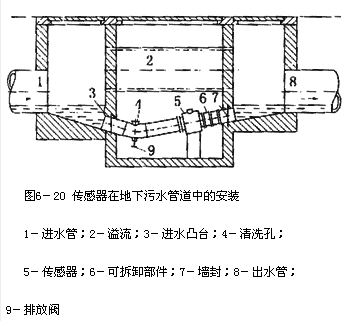 1
2
3
4
5
6
7
8
9
图6－20 传感器在地下污水管道中的安装
1－进水管；2－溢流；3－进水凸台；4－清洗孔；
5－传感器；6－可拆卸部件；7－墙封；8－出水管；
9－排放阀